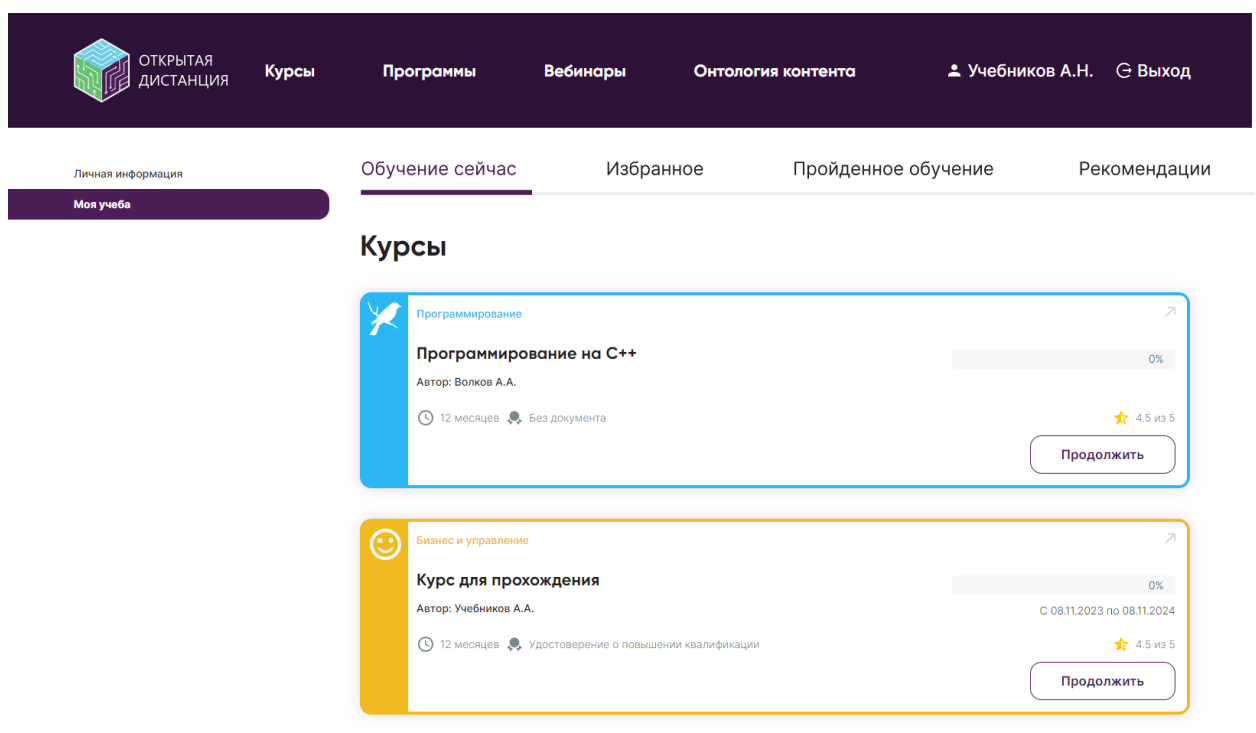 ОТКРЫТАЯ
ДИСТАНЦИЯ
Курсы Программы Вебинары Онтология контента Учебников А.Н. Выход
Личная информация
Моя учеба
Обучение сейчас Избранное Пройденное обучение Рекомендации
Курсы
Программирование
Программирование на C++
0%
Автор: Волков А.А.
12 месяцев Без документа
4.5 из 5
Продолжить
Бизнес и управление
Курс для прохождения
0%
Автор: Учебников А.А.
С 08.11.2023 по 08.11.2024
12 месяцев Удостоверение о повышении квалификации
4.5 из 5
Продолжить